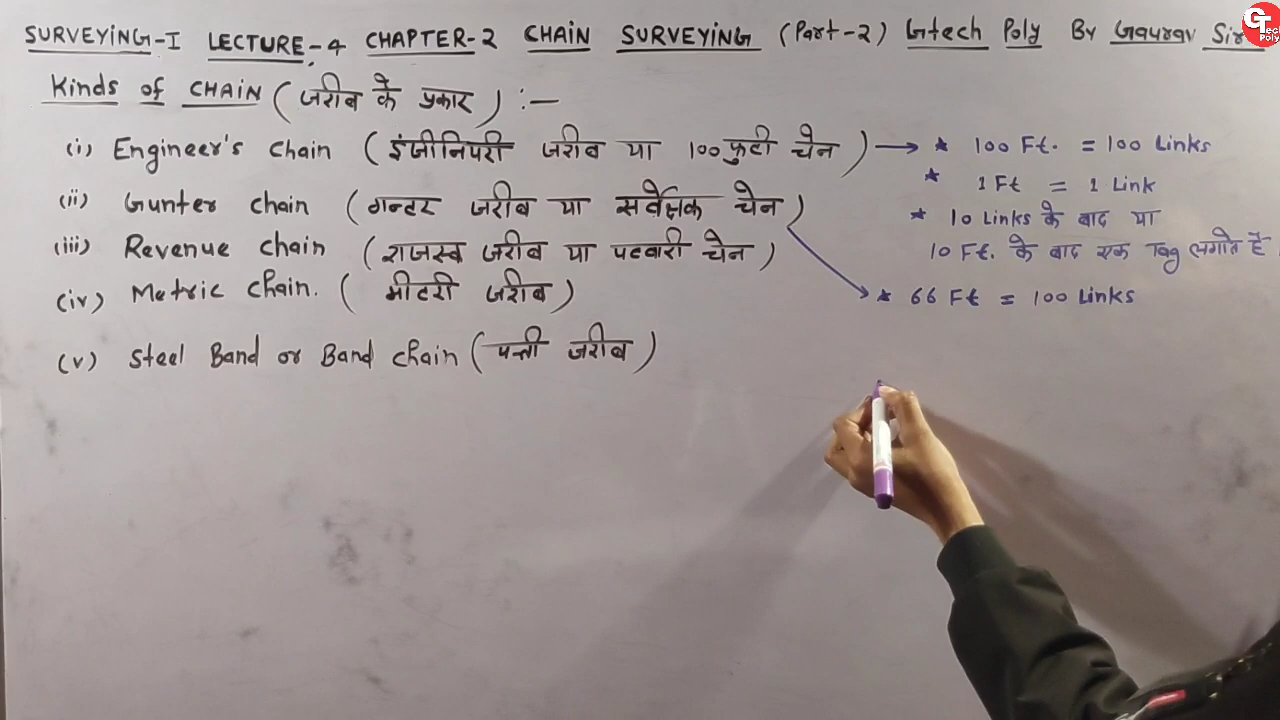 SURVEYING-I LECTURE-4 CHAPTER-2 CHAIN SURVEYING (Part-2) Gtech Poly By Gaurav Sir
GTec Poly
Kinds of CHAIN (जरीब के प्रकार) :—
(i) Engineer's chain (इंजीनियरी जरीब या 100 फुटी चेन) → * 100 Ft. = 100 Links
* 1 Ft = 1 Link
(ii) Gunter chain (गन्टर जरीब या सर्वेक्षक चेन)
* 10 Links के बाद या
(iii) Revenue chain (राजस्व जरीब या पटवारी चेन)
10 Ft. के बाद एक Tag लगाते हैं
(iv) Metric chain. (मीटरी जरीब)
* 66 Ft = 100 Links
(v) Steel Band or Band chain (पत्ती जरीब)